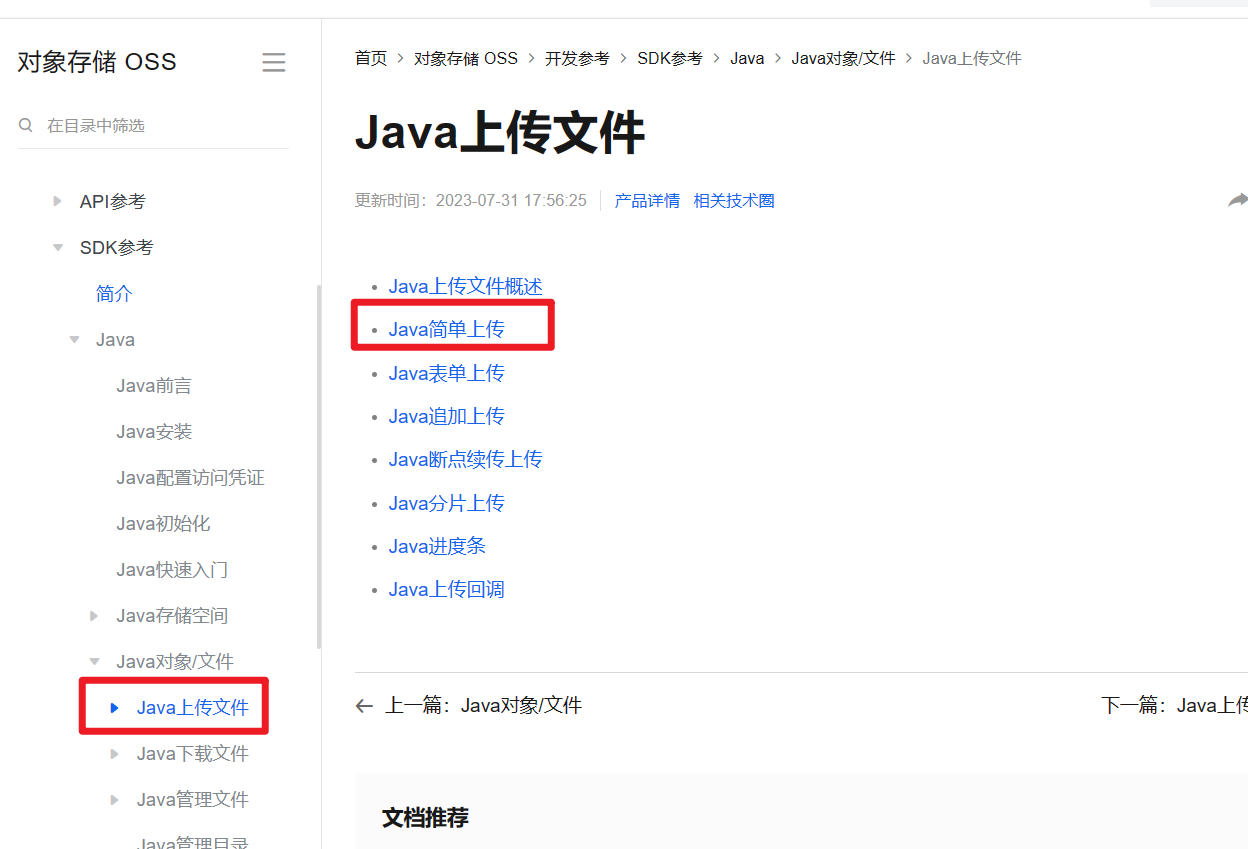 对象存储 OSS
在目录中筛选
API参考
SDK参考
简介
Java
Java前言
Java安装
Java配置访问凭证
Java初始化
Java快速入门
Java存储空间
Java对象/文件
Java上传文件
Java下载文件
Java管理文件
Java管理目录
首页 > 对象存储 OSS > 开发参考 > SDK参考 > Java > Java对象/文件 > Java上传文件
Java上传文件
更新时间：2023-07-31 17:56:25 产品详情 相关技术圈
Java上传文件概述
Java简单上传
Java表单上传
Java追加上传
Java断点续传上传
Java分片上传
Java进度条
Java上传回调
上一篇：Java对象/文件 下一篇：Java上传
文档推荐